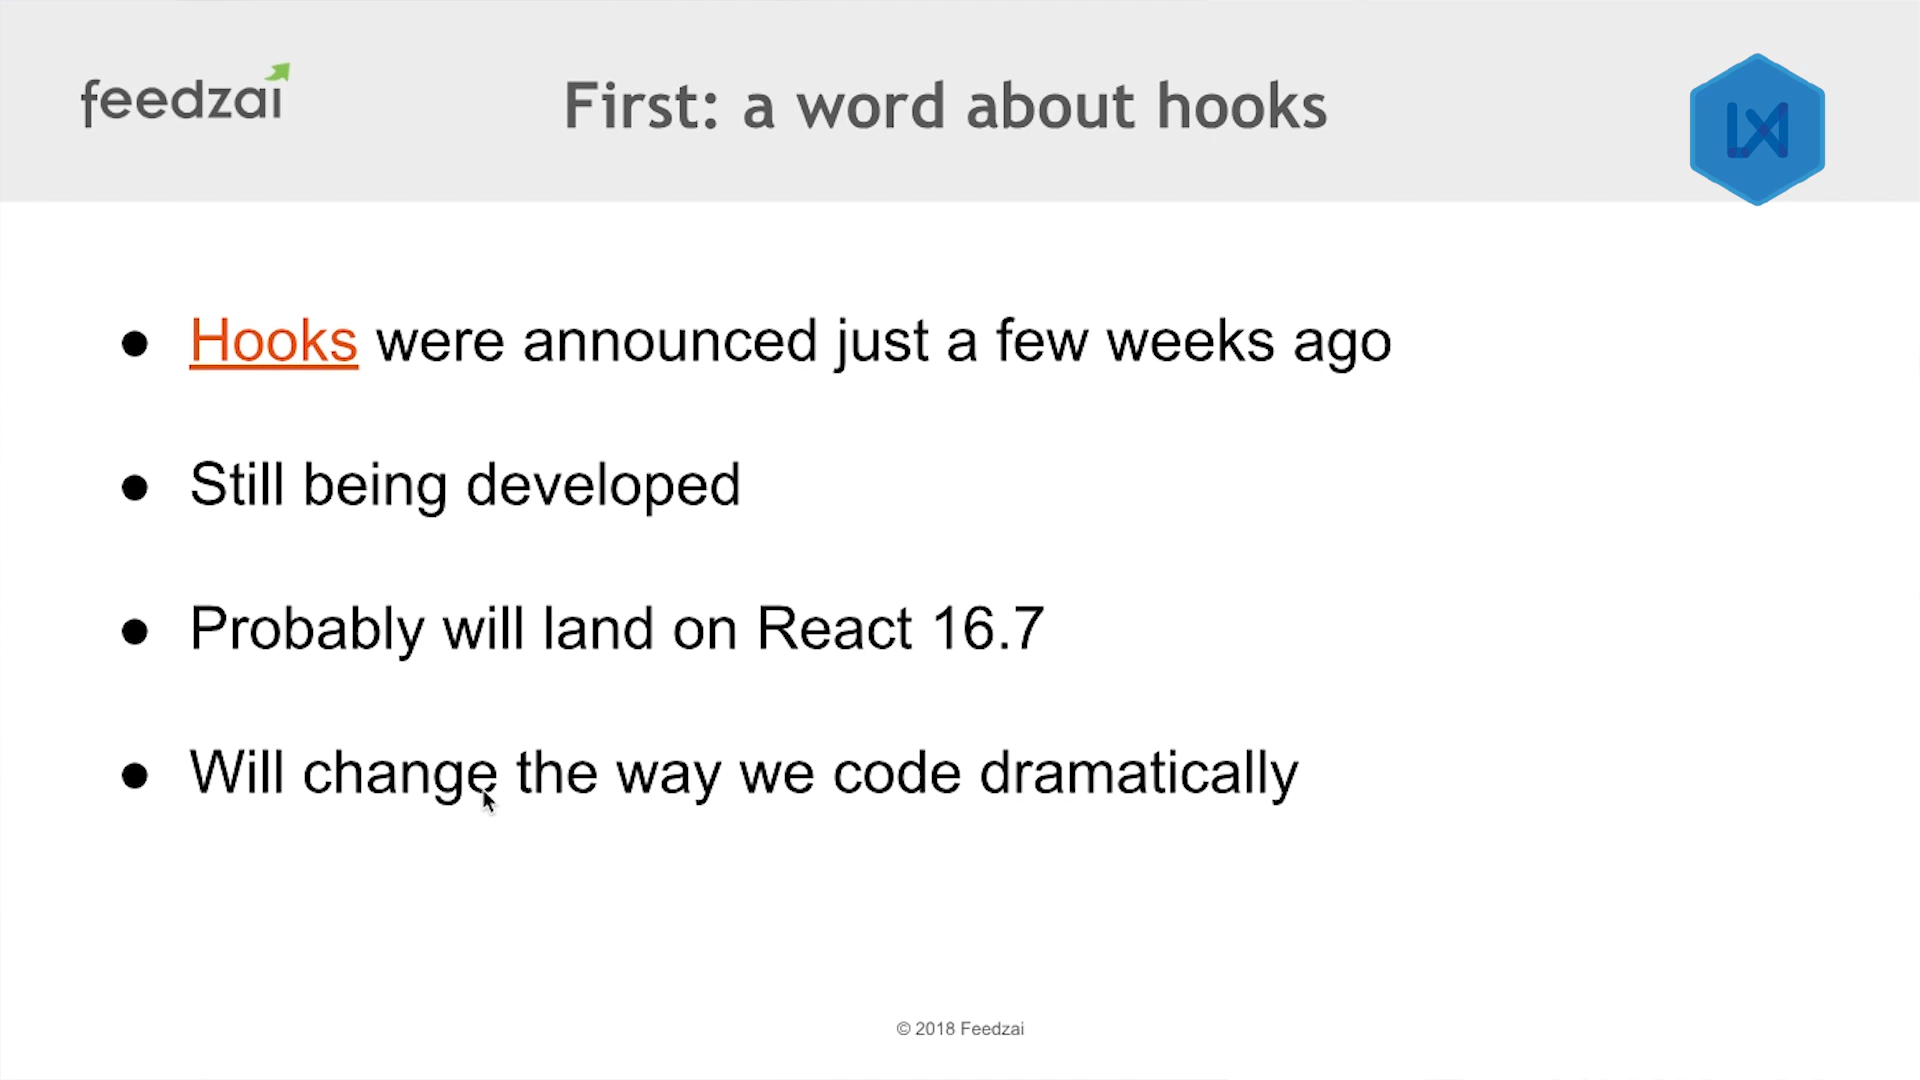 feedzai
First: a word about hooks
● Hooks were announced just a few weeks ago
● Still being developed
● Probably will land on React 16.7
● Will change the way we code dramatically
© 2018 Feedzai